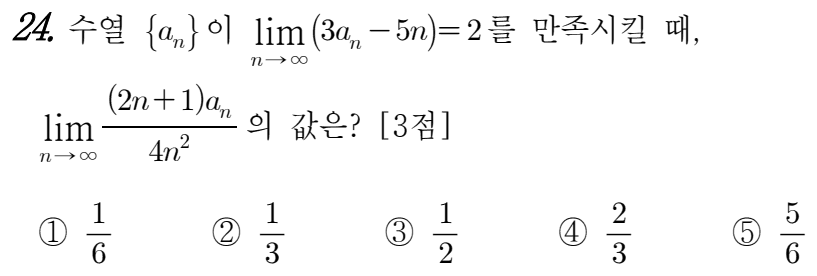 24. 수열 {aₙ}이 lim(n→∞) (3aₙ－5n)=2를 만족시킬 때,
lim(n→∞) (2n+1)aₙ/4n² 의 값은? [3점]
① 1/6 ② 1/3 ③ 1/2 ④ 2/3 ⑤ 5/6